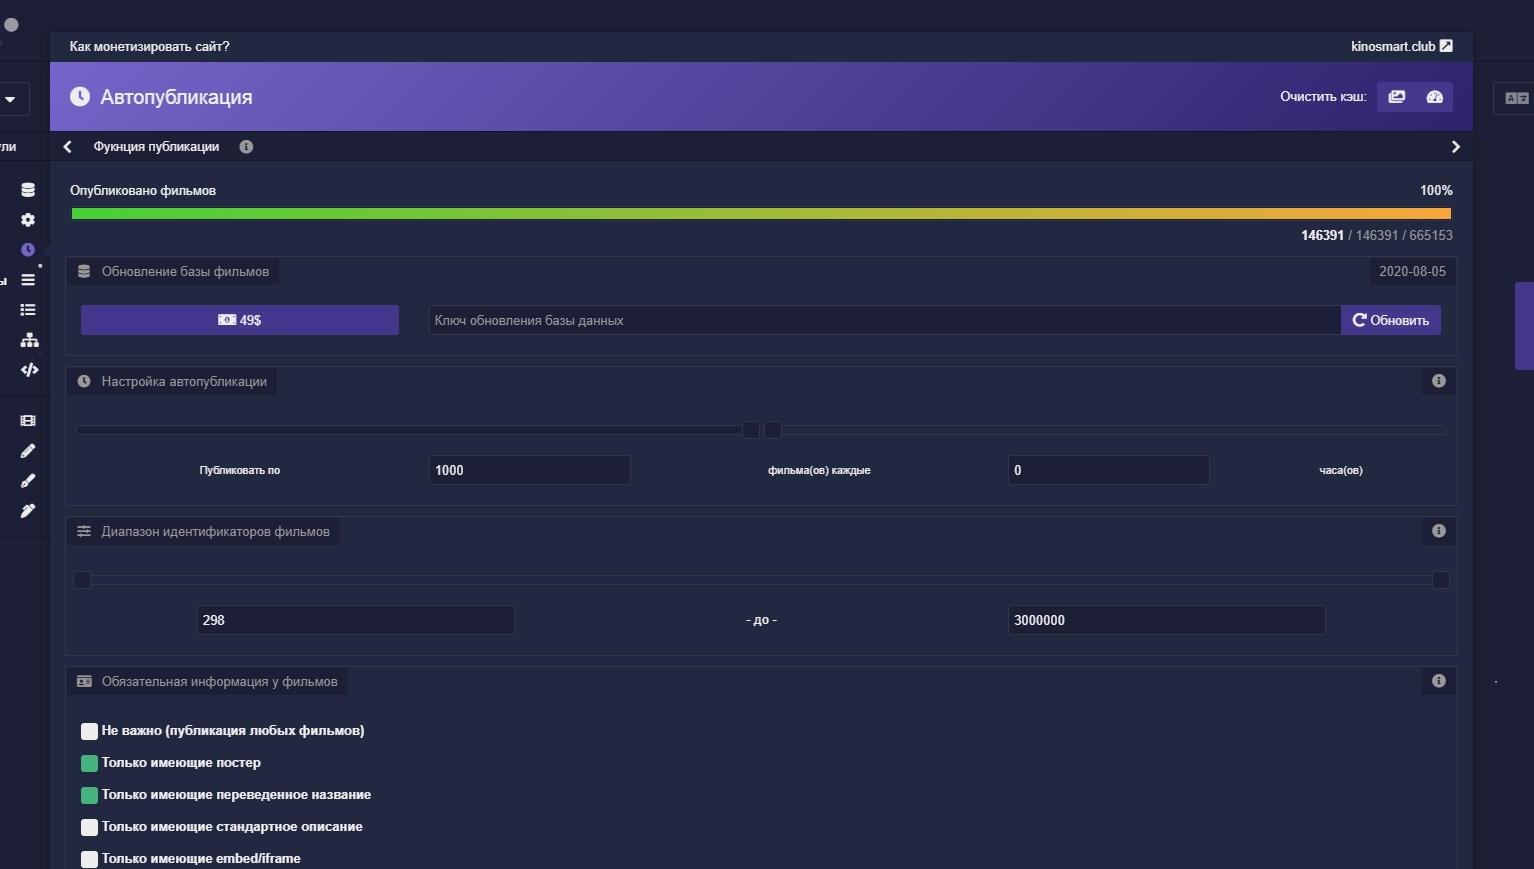 Как монетизировать сайт?
kinosmart.club
Автопубликация
Очистить кэш:
ули
Фукнция публикации
Опубликовано фильмов
100%
146391 / 146391 / 665153
Обновление базы фильмов
2020-08-05
49$
Ключ обновления базы данных
Обновить
ы
Настройка автопубликации
Публиковать по
1000
фильма(ов) каждые
0
часа(ов)
Диапазон идентификаторов фильмов
298
- до -
3000000
Обязательная информация у фильмов
Не важно (публикация любых фильмов)
Только имеющие постер
Только имеющие переведенное название
Только имеющие стандартное описание
Только имеющие embed/iframe